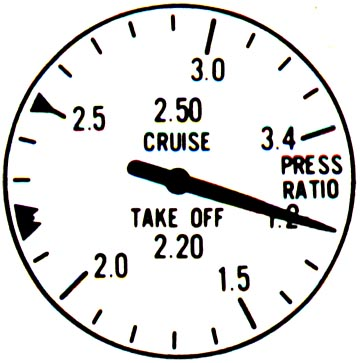 3.0
2.50
2.5
CRUISE
3.4
PRESS
RATIO
1.2
TAKE OFF
2.20
2.0
1.5